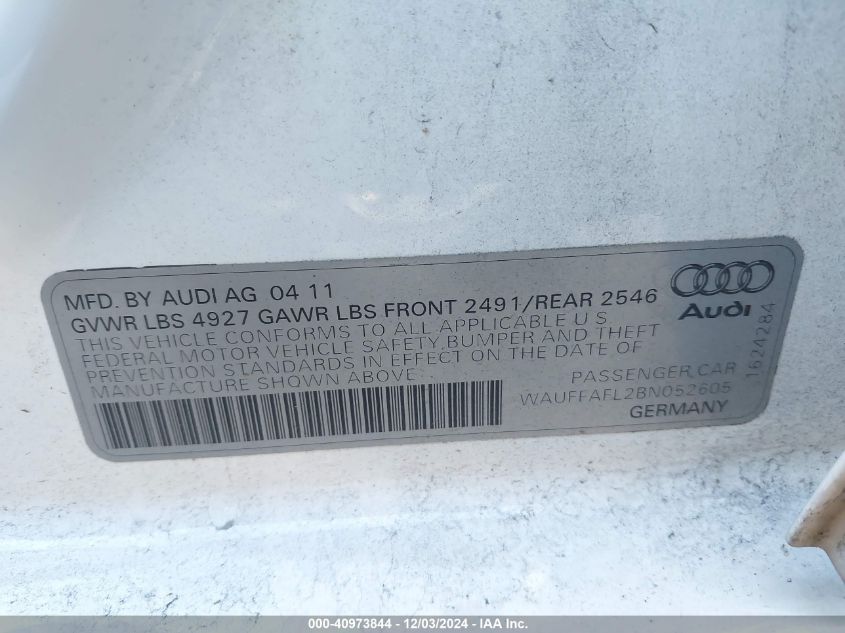 MFD. BY AUDI AG 04 11
GVWR LBS 4927 GAWR LBS FRONT 2491/REAR 2546
THIS VEHICLE CONFORMS TO ALL APPLICABLE U S
FEDERAL MOTOR VEHICLE SAFETY,BUMPER AND THEFT
PREVENTION STANDARDS IN EFFECT ON THE DATE OF
MANUFACTURE SHOWN ABOVE
PASSENGER CAR
WAUFFAFL2BN052605
GERMANY
Audi
1624284
000-40973844 - 12/03/2024 - IAA Inc.